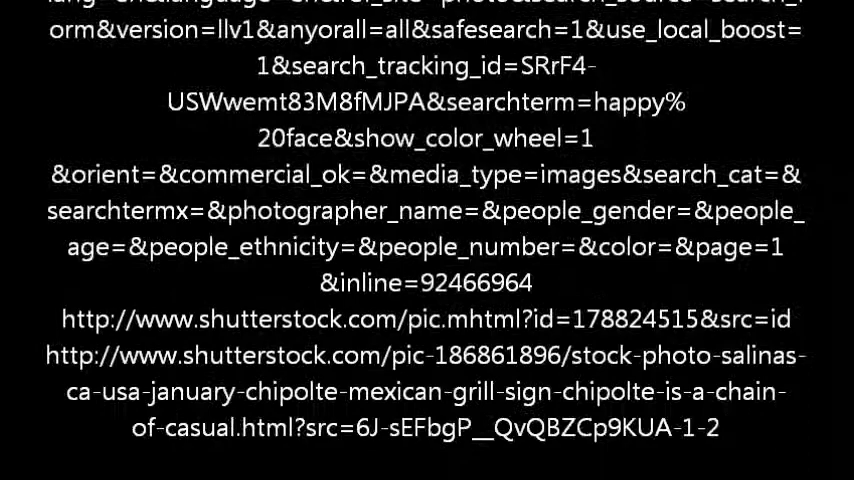 orm&version=llv1&anyorall=all&safesearch=1&use_local_boost=
1&search_tracking_id=SRrF4-
USWwemt83M8fMJPA&searchterm=happy%
20face&show_color_wheel=1
&orient=&commercial_ok=&media_type=images&search_cat=&
searchtermx=&photographer_name=&people_gender=&people_
age=&people_ethnicity=&people_number=&color=&page=1
&inline=92466964
http://www.shutterstock.com/pic.mhtml?id=178824515&src=id
http://www.shutterstock.com/pic-186861896/stock-photo-salinas-
ca-usa-january-chipolte-mexican-grill-sign-chipolte-is-a-chain-
of-casual.html?src=6J-sEFbgP__QvQBZCp9KUA-1-2